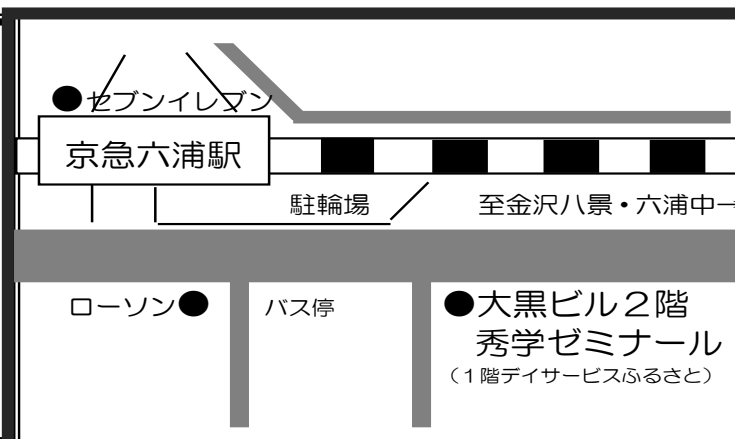 ●セブンイレブン
京急六浦駅
駐輪場
至金沢八景・六浦中→
ローソン●
バス停
●大黒ビル２階
秀学ゼミナール
（１階デイサービスふるさと）